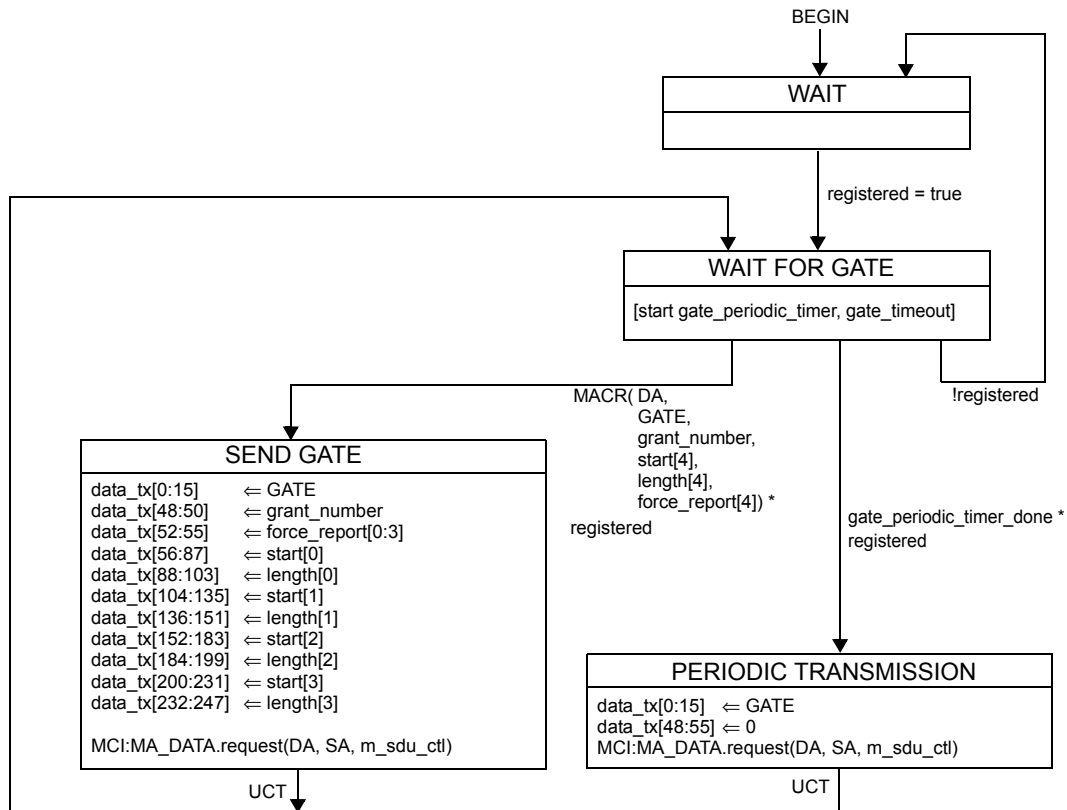 BEGIN
WAIT
registered = true
WAIT FOR GATE
[start gate_periodic_timer, gate_timeout]
MACR( DA,
GATE,
grant_number,
start[4],
length[4],
force_report[4]) *
registered
!registered
gate_periodic_timer_done *
registered
SEND GATE
data_tx[0:15] ⇐ GATE
data_tx[48:50] ⇐ grant_number
data_tx[52:55] ⇐ force_report[0:3]
data_tx[56:87] ⇐ start[0]
data_tx[88:103] ⇐ length[0]
data_tx[104:135] ⇐ start[1]
data_tx[136:151] ⇐ length[1]
data_tx[152:183] ⇐ start[2]
data_tx[184:199] ⇐ length[2]
data_tx[200:231] ⇐ start[3]
data_tx[232:247] ⇐ length[3]
MCI:MA_DATA.request(DA, SA, m_sdu_ctl)
UCT
PERIODIC TRANSMISSION
data_tx[0:15] ⇐ GATE
data_tx[48:55] ⇐ 0
MCI:MA_DATA.request(DA, SA, m_sdu_ctl)
UCT